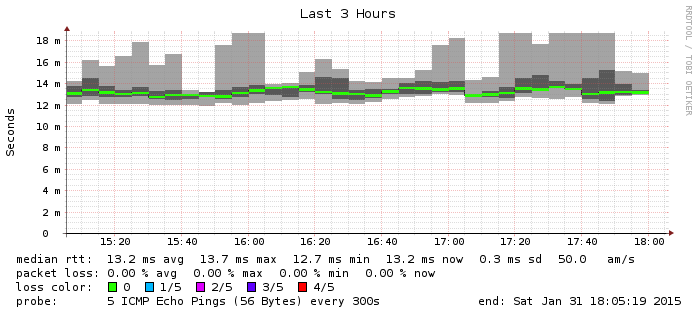 Last 3 Hours
RRDTOOL / TOBI OETIKER
Seconds
18 m
16 m
14 m
12 m
10 m
8 m
6 m
4 m
2 m
0
15:20 15:40 16:00 16:20 16:40 17:00 17:20 17:40 18:00
median rtt: 13.2 ms avg 13.7 ms max 12.7 ms min 13.2 ms now 0.3 ms sd 50.0 am/s
packet loss: 0.00 % avg 0.00 % max 0.00 % min 0.00 % now
loss color: 0 1/5 2/5 3/5 4/5
probe: 5 ICMP Echo Pings (56 Bytes) every 300s end: Sat Jan 31 18:05:19 2015